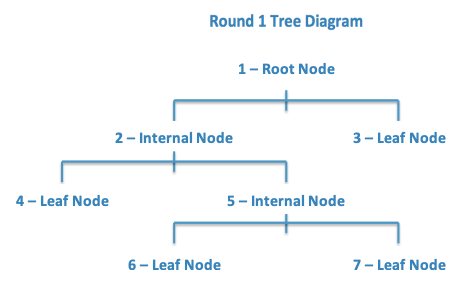 Round 1 Tree Diagram
1 – Root Node
2 – Internal Node
3 – Leaf Node
4 – Leaf Node
5 – Internal Node
6 – Leaf Node
7 – Leaf Node